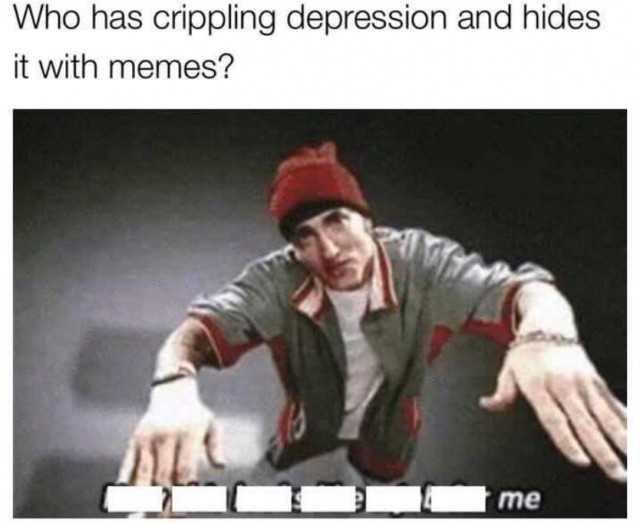 Who has crippling depression and hides
it with memes?
me